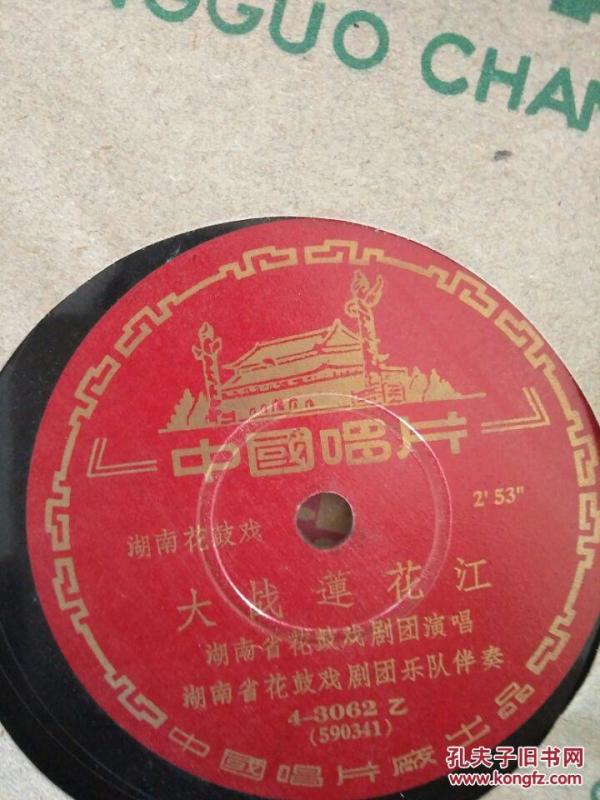 NGGUO CHAN
中國唱片
2' 53"
湖南花鼓戏
大战蓮花江
湖南省花鼓戏剧团演唱
湖南省花鼓戏剧团乐队伴奏
4-3062 乙
(590341)
中國唱片廠出品
孔夫子旧书网
www.kongfz.com